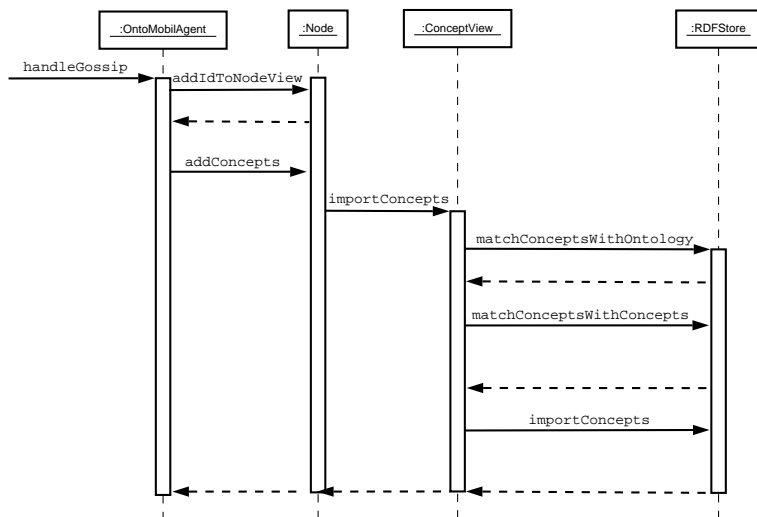 :OntoMobilAgent
:Node
:ConceptView
:RDFStore
handleGossip
addIdToNodeView
addConcepts
importConcepts
matchConceptsWithOntology
matchConceptsWithConcepts
importConcepts